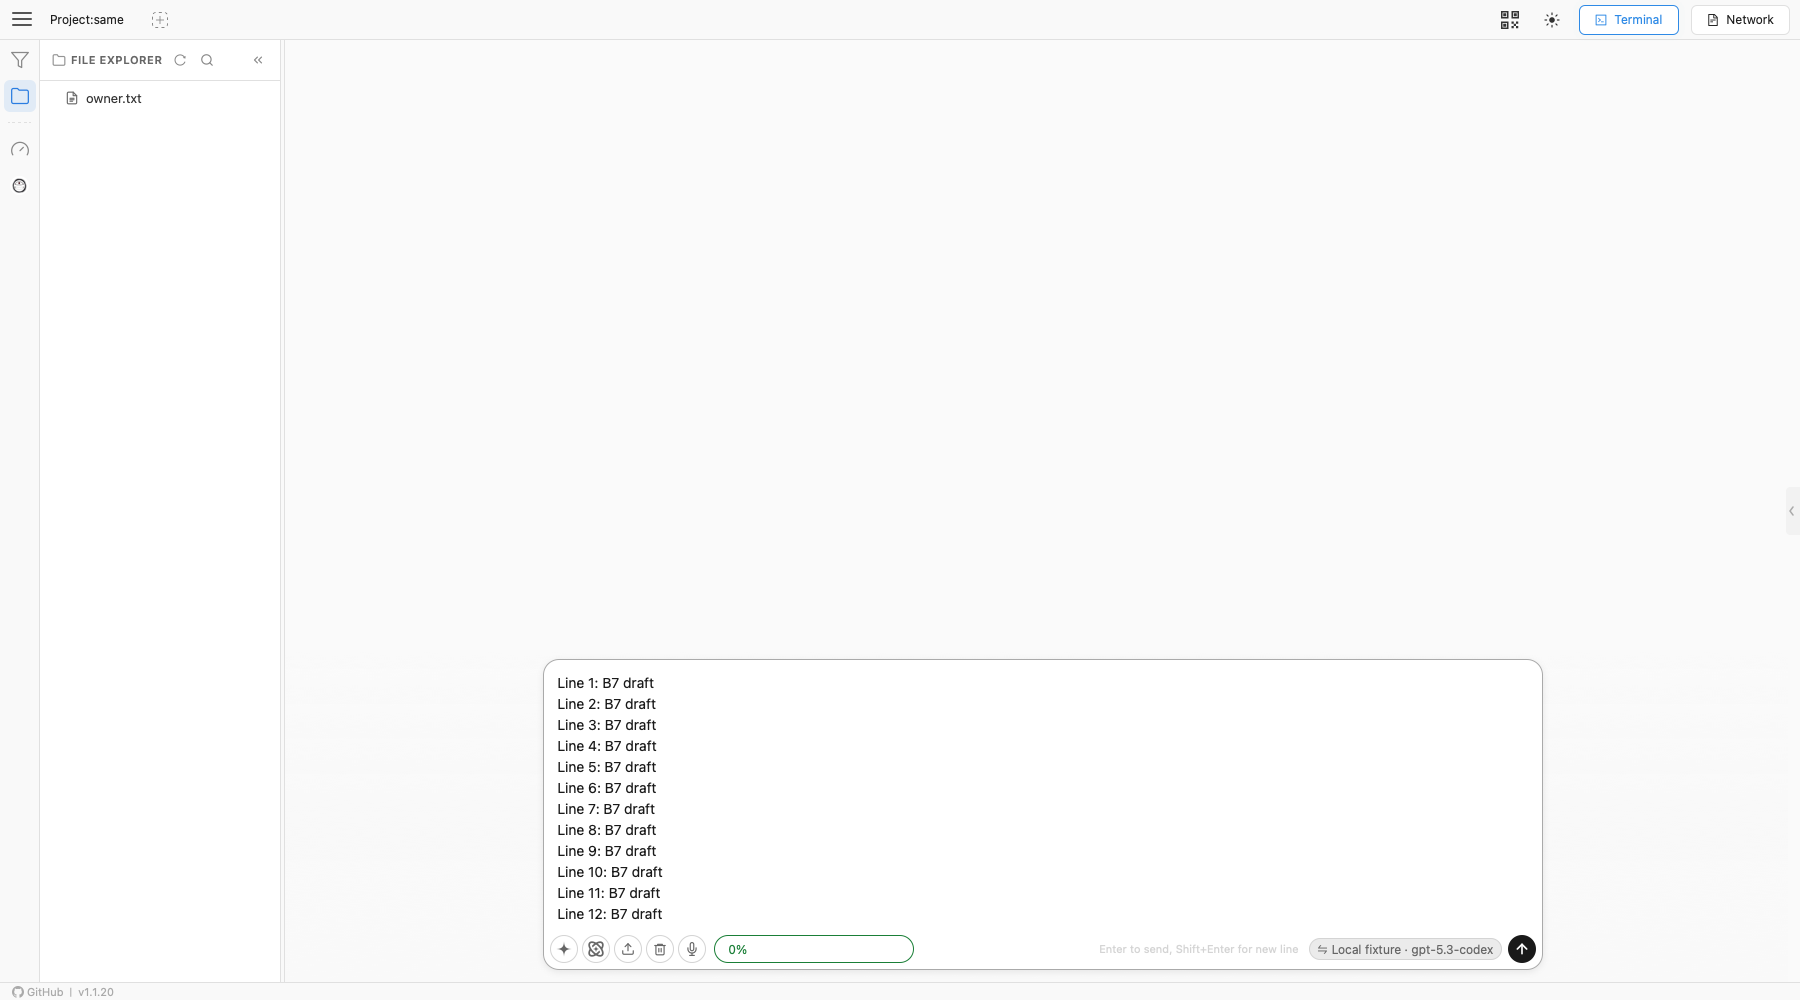 Project:same
Terminal
Network
FILE EXPLORER
owner.txt
Line 1: B7 draft
Line 2: B7 draft
Line 3: B7 draft
Line 4: B7 draft
Line 5: B7 draft
Line 6: B7 draft
Line 7: B7 draft
Line 8: B7 draft
Line 9: B7 draft
Line 10: B7 draft
Line 11: B7 draft
Line 12: B7 draft
0%
Enter to send, Shift+Enter for new line
Local fixture · gpt-5.3-codex
GitHub | v1.1.20